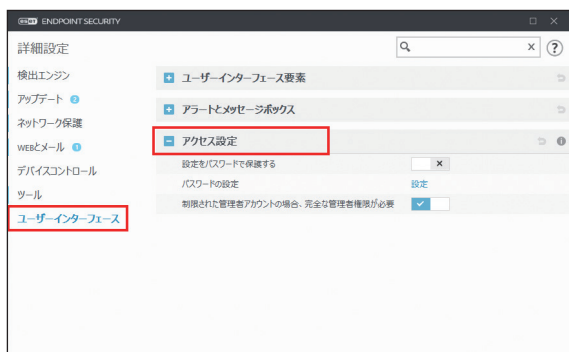 eset ENDPOINT SECURITY
詳細設定
検出エンジン
アップデート 2
ネットワーク保護
WEBとメール 1
デバイスコントロール
ツール
ユーザーインターフェース
ユーザーインターフェース要素
アラートとメッセージボックス
アクセス設定
設定をパスワードで保護する
パスワードの設定 設定
制限された管理者アカウントの場合、完全な管理者権限が必要